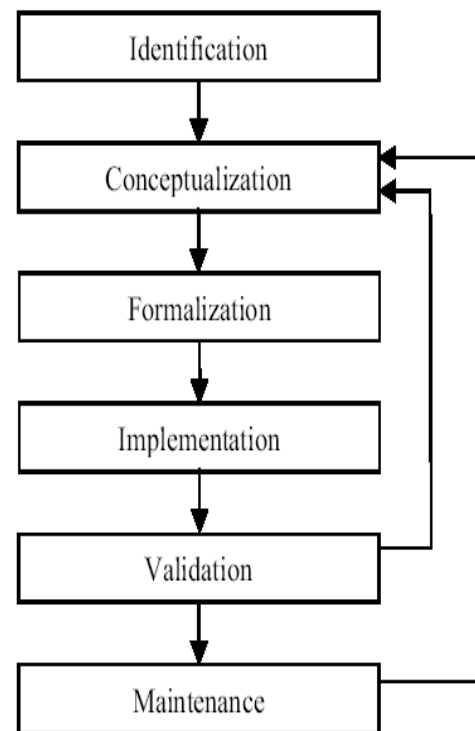 Identification
Conceptualization
Formalization
Implementation
Validation
Maintenance